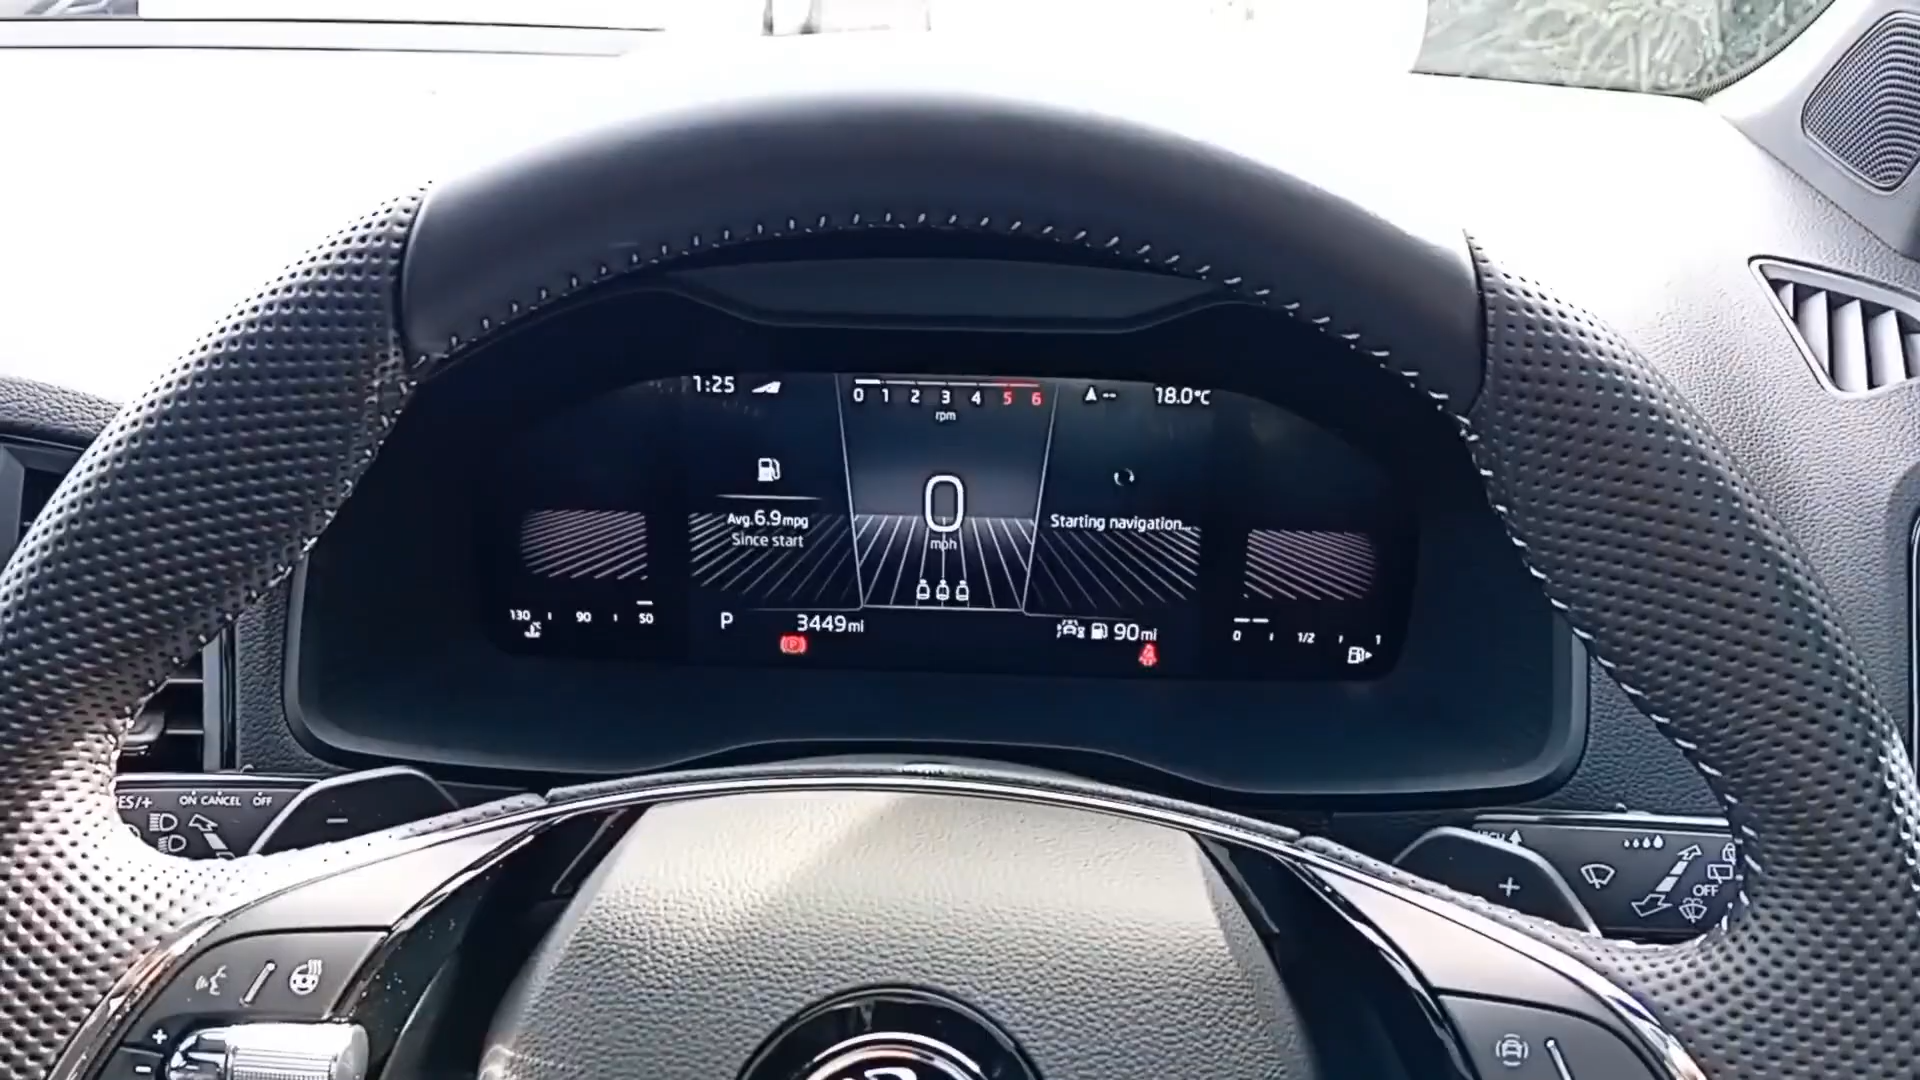 1:25
0 1 2 3 4 5 6
rpm
--
18.0°C
Avg. 6.9 mpg
Since start
0
mph
Starting navigation...
130 90 50
P
3449 mi
90 mi
0 1/2 1
RES/+ ON CANCEL OFF
-
+
OFF
+
-